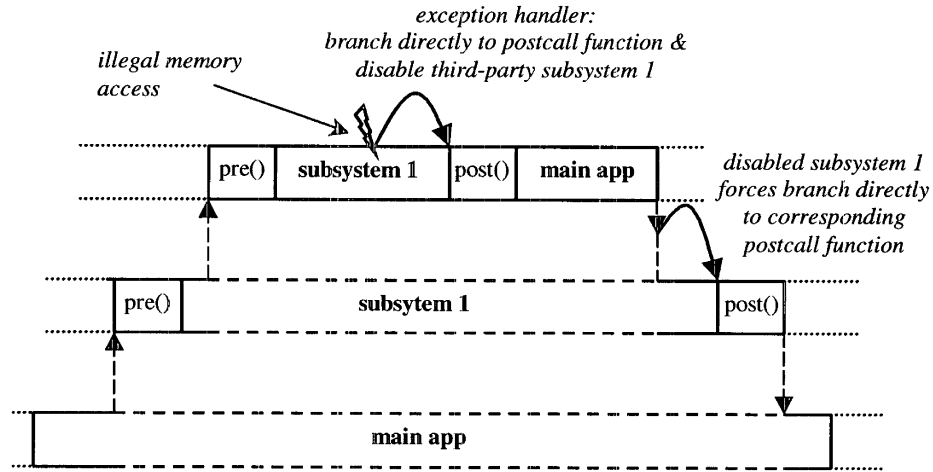 exception handler:
branch directly to postcall function &
disable third-party subsystem 1
illegal memory
access
pre() subsystem 1 post() main app
disabled subsystem 1
forces branch directly
to corresponding
postcall function
pre() subsytem 1 post()
main app